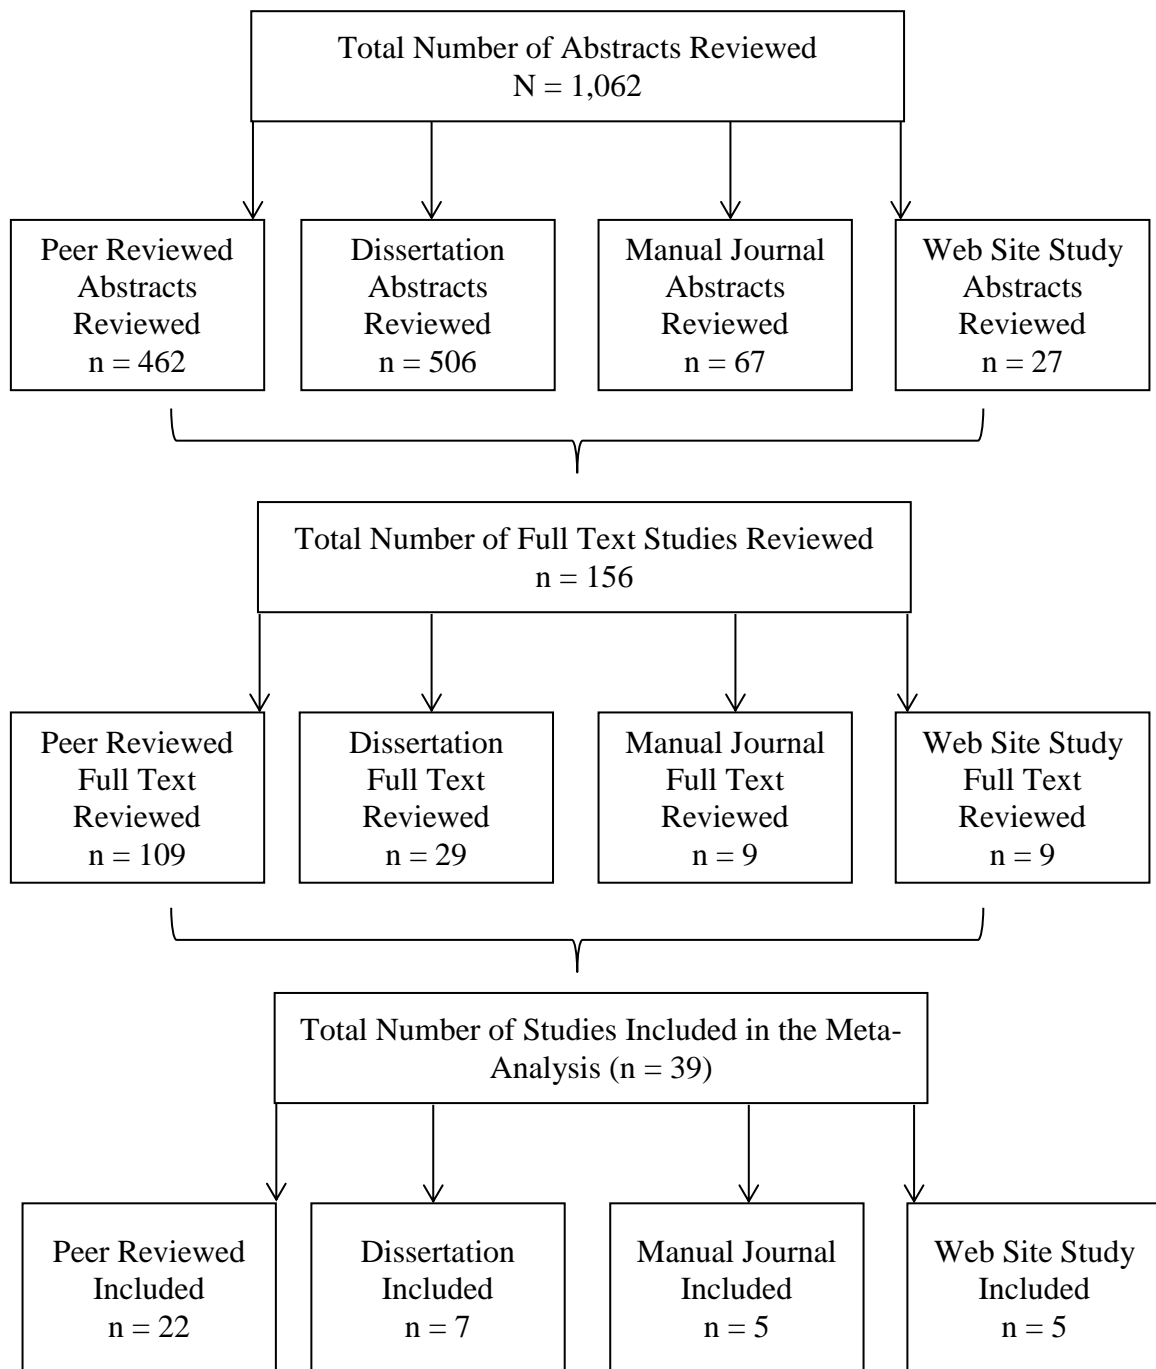 Total Number of Abstracts Reviewed
N = 1,062
Peer Reviewed
Abstracts
Reviewed
n = 462
Dissertation
Abstracts
Reviewed
n = 506
Manual Journal
Abstracts
Reviewed
n = 67
Web Site Study
Abstracts
Reviewed
n = 27
Total Number of Full Text Studies Reviewed
n = 156
Peer Reviewed
Full Text
Reviewed
n = 109
Dissertation
Full Text
Reviewed
n = 29
Manual Journal
Full Text
Reviewed
n = 9
Web Site Study
Full Text
Reviewed
n = 9
Total Number of Studies Included in the Meta-
Analysis (n = 39)
Peer Reviewed
Included
n = 22
Dissertation
Included
n = 7
Manual Journal
Included
n = 5
Web Site Study
Included
n = 5